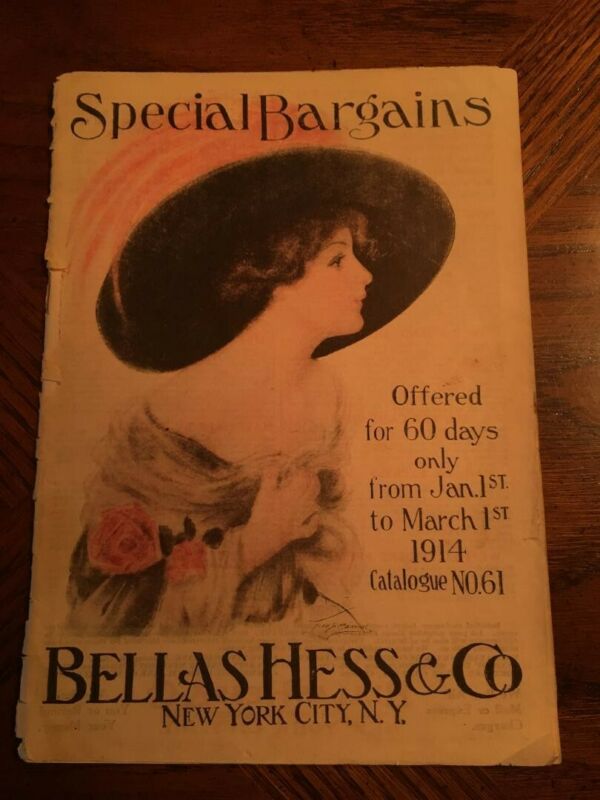 Special Bargains
Offered
for 60 days
only
from Jan. 1ST.
to March 1ST
1914
Catalogue NO. 61
BELLAS HESS & CO
NEW YORK CITY, N.Y.